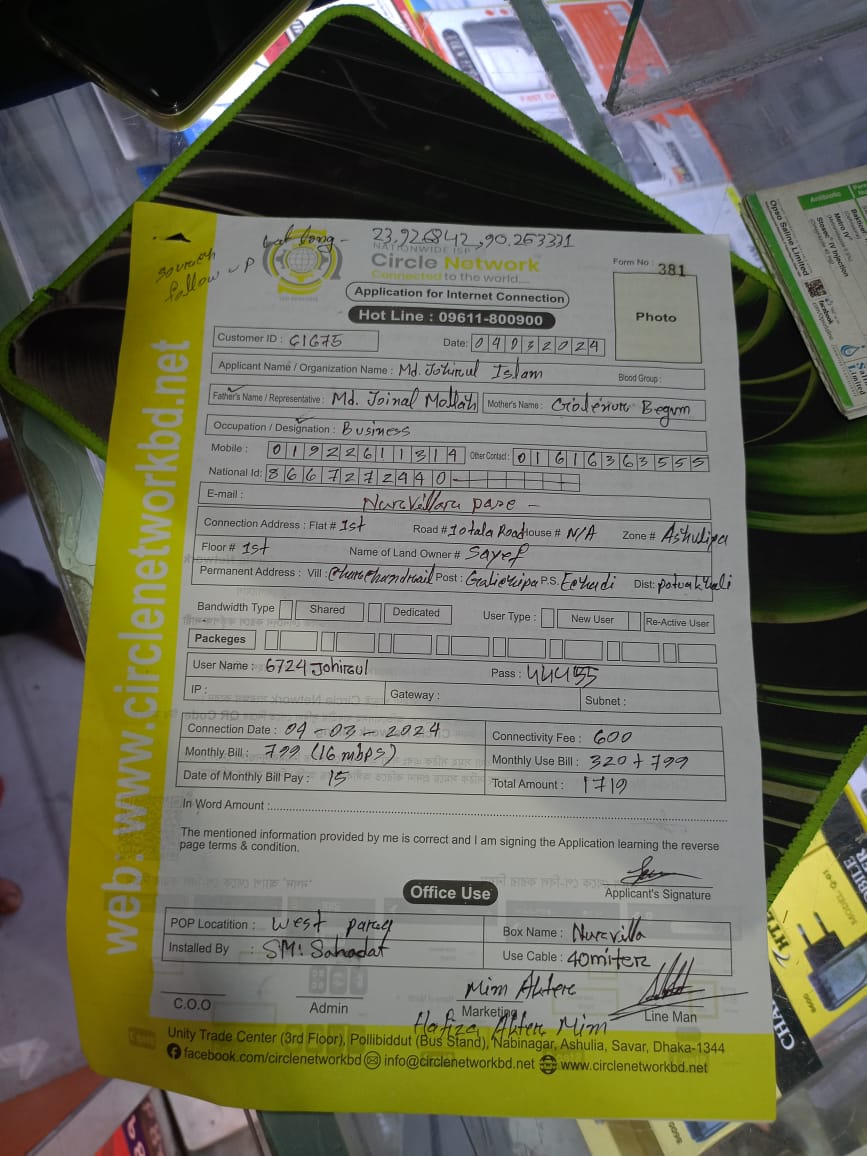 Lat long - 23.926842, 90.263331
follow up
NATIONWIDE ISP
Circle Network
Connected to the world....
Form No : 381
Application for Internet Connection
Photo
Hot Line : 09611-800900
Customer ID : G1675 Date: 04032024
Applicant Name / Organization Name : Md. Johirul Islam Blood Group :
Father's Name / Representative : Md. Joinal Mollah Mother's Name : Begum
Occupation / Designation : Business
Mobile : 01922611314 Other Contact : 01616363555
National Id: 8667272440
E-mail :
Connection Address : Flat # 1st Road # 10tala Road House # N/A Zone # Ashulipa
Floor # 1st Name of Land Owner # Sayef
Permanent Address : Vill : Post : P.S. Dist: potuakhali
Bandwidth Type Shared Dedicated User Type : New User Re-Active User
Packeges
User Name : 6724 Johirul Pass : 44455
IP : Gateway : Subnet :
Connection Date : 04-03-2024 Connectivity Fee : 600
Monthly Bill : 799 (16 mbps) Monthly Use Bill : 320 + 799
Date of Monthly Bill Pay : 15 Total Amount : 1719
In Word Amount :
The mentioned information provided by me is correct and I am signing the Application learning the reverse
page terms & condition.
Applicant's Signature
Office Use
POP Locatition : West parag Box Name : Nurvilla
Installed By : SM: Sahadat Use Cable : 40miter
Mim Akter
C.O.O Admin Marketing Line Man
Hafiza Akter Mim
Unity Trade Center (3rd Floor), Pollibiddut (Bus Stand), Nabinagar, Ashulia, Savar, Dhaka-1344
facebook.com/circlenetworkbd info@circlenetworkbd.net www.circlenetworkbd.net
web: www.circlenetworkbd.net
Opso Saline Limited